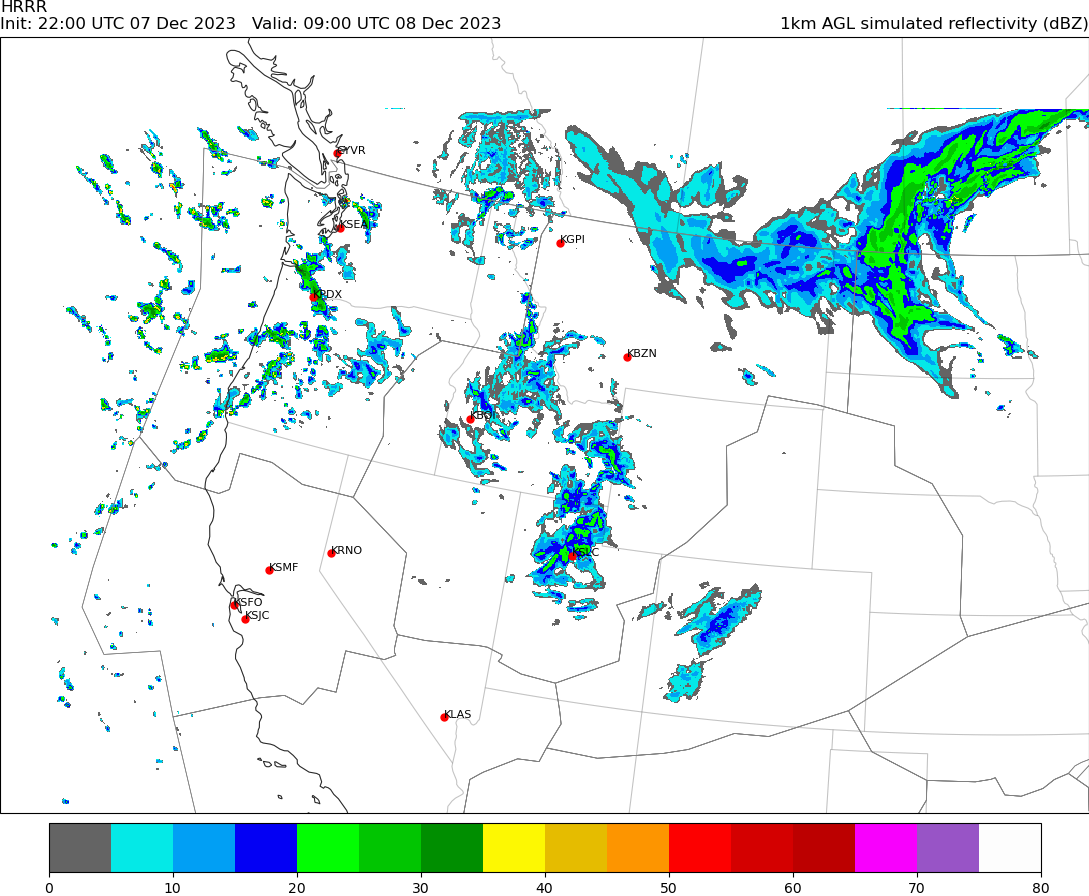 HRRR
Init: 22:00 UTC 07 Dec 2023   Valid: 09:00 UTC 08 Dec 2023
1km AGL simulated reflectivity (dBZ)
CYVR
KSEA
KGPI
KPDX
KBZN
KBOI
KSLC
KRNO
KSMF
KSFO
KSJC
KLAS
0 10 20 30 40 50 60 70 80